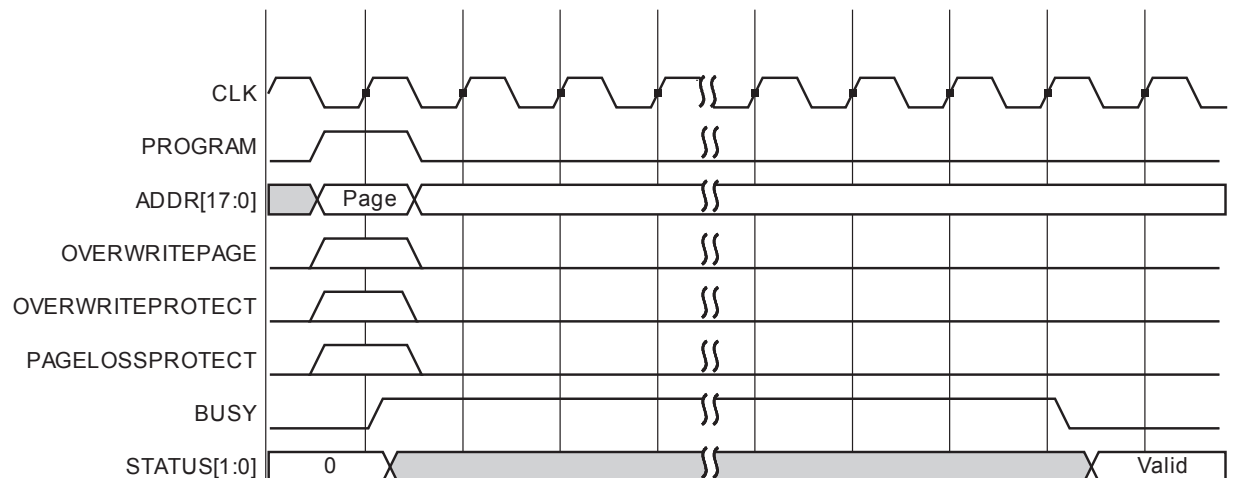 CLK
PROGRAM
ADDR[17:0] Page
OVERWRITEPAGE
OVERWRITEPROTECT
PAGELOSSPROTECT
BUSY
STATUS[1:0] 0 Valid